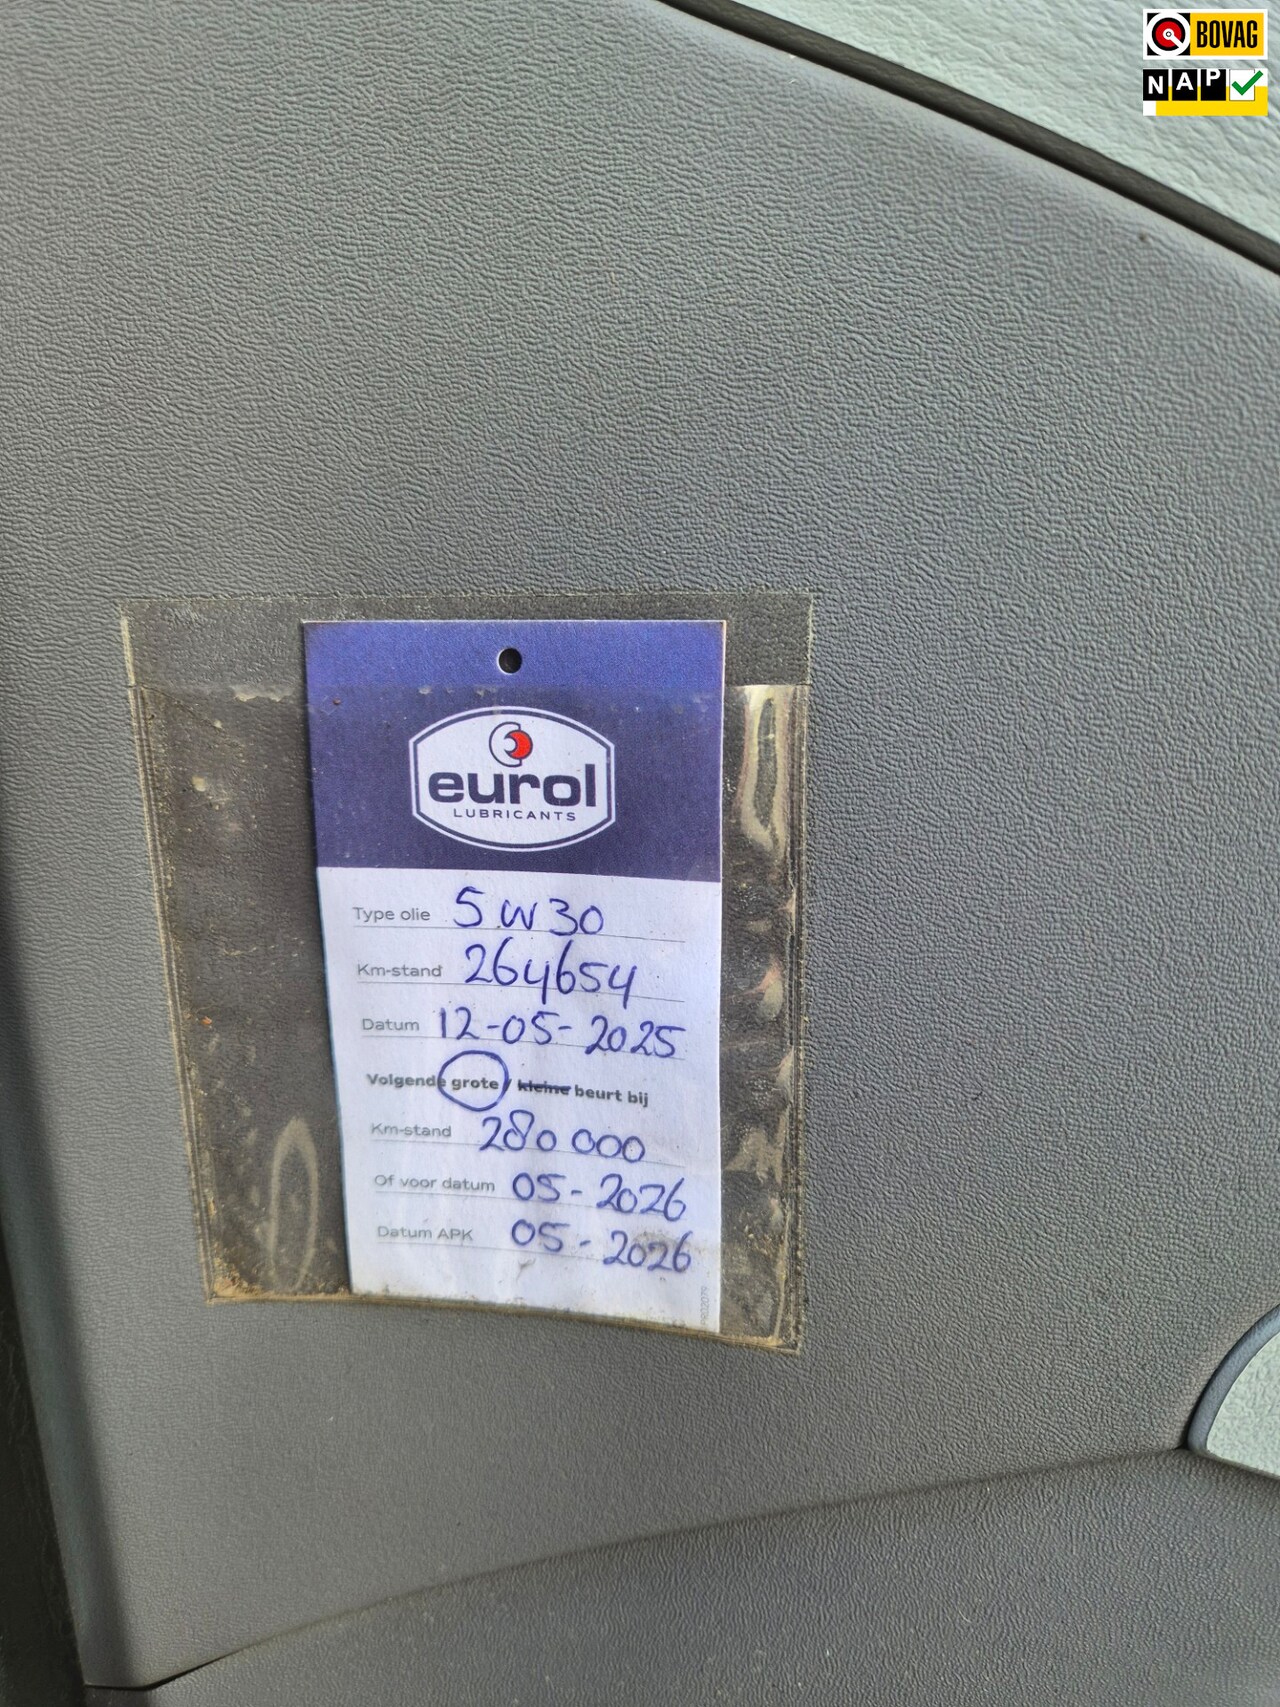 BOVAG
NAP
eurol
LUBRICANTS
Type olie 5W30
Km-stand 264654
Datum 12-05-2025
Volgende grote / kleine beurt bij
Km-stand 280 000
Of voor datum 05-2026
Datum APK 05-2026